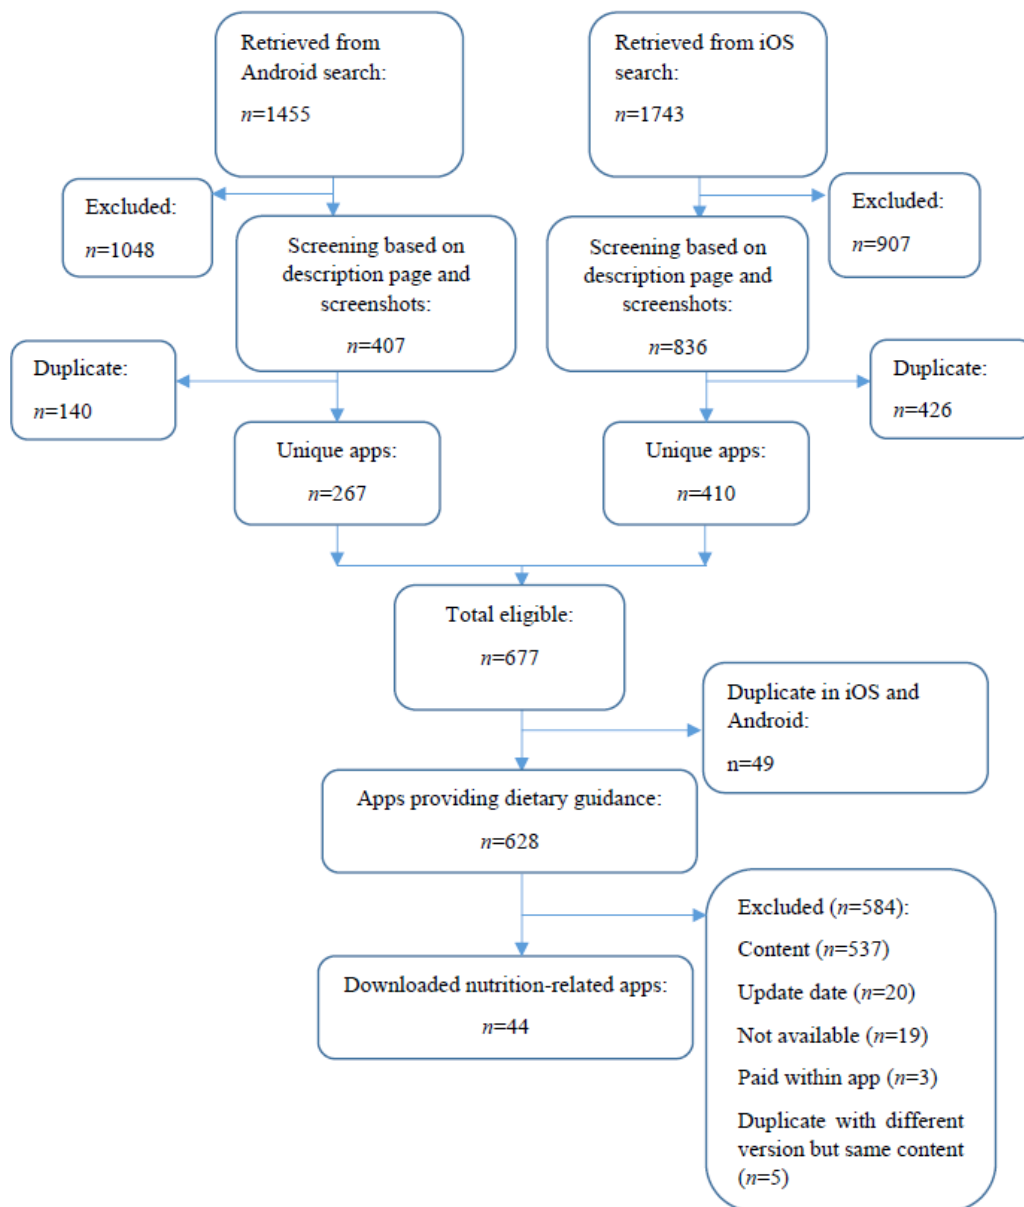 Retrieved from
Android search:
n=1455
Retrieved from iOS
search:
n=1743
Excluded:
n=1048
Excluded:
n=907
Screening based on
description page and
screenshots:
n=407
Screening based on
description page and
screenshots:
n=836
Duplicate:
n=140
Duplicate:
n=426
Unique apps:
n=267
Unique apps:
n=410
Total eligible:
n=677
Duplicate in iOS and
Android:
n=49
Apps providing dietary guidance:
n=628
Excluded (n=584):
Content (n=537)
Update date (n=20)
Not available (n=19)
Paid within app (n=3)
Duplicate with different
version but same content
(n=5)
Downloaded nutrition-related apps:
n=44